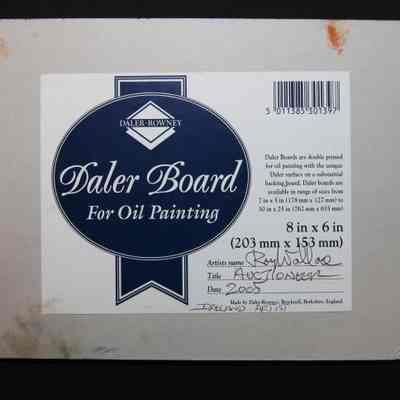 DALER-ROWNEY
Daler Board
For Oil Painting
5 011385 301397
Daler Boards are double primed
for oil painting with the unique
Daler surface on a substantial
backing board. Daler boards are
available in range of sizes from
7 in x 5 in (178 mm x 127 mm) to
30 in x 25 in (762 mm x 635 mm)
8 in x 6 in
(203 mm x 153 mm)
Artists name Roy Wallace
Title AUCTIONEER
Date 2005
Made by Daler-Rowney, Bracknell, Berkshire, England.
IRELAND ARTIST